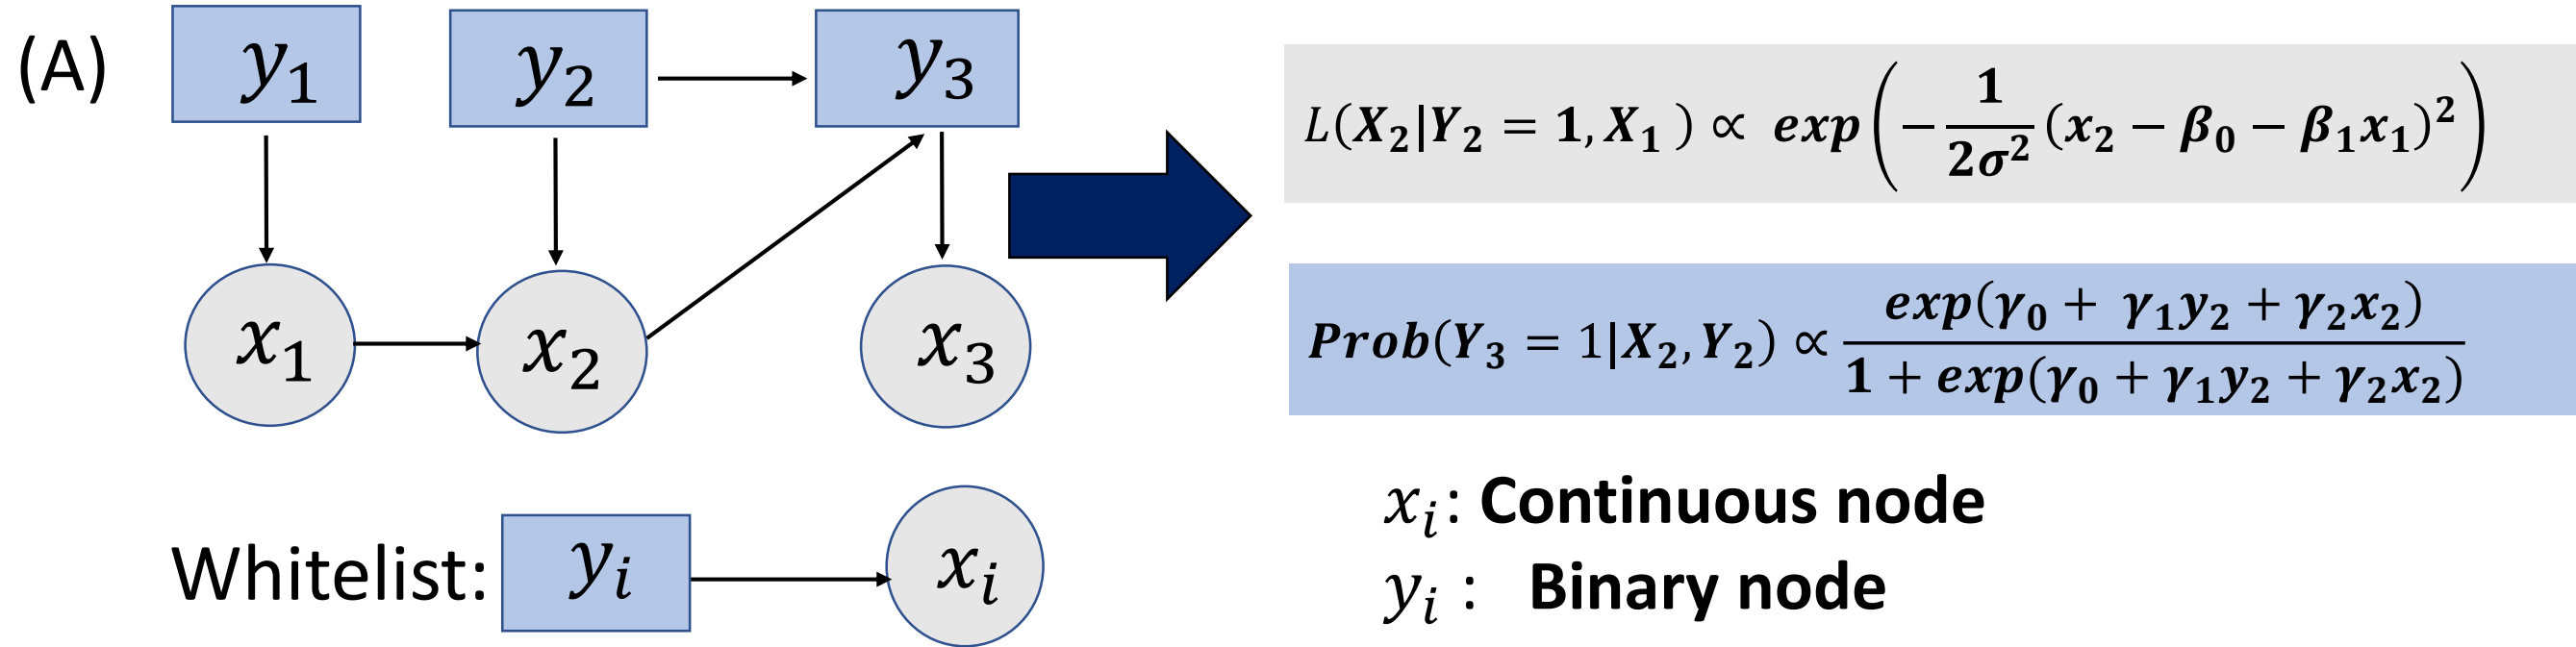 (A)
y₁ y₂ y₃
x₁ x₂ x₃
Whitelist: yᵢ xᵢ
L(X₂|Y₂ = 1, X₁ ) ∝ exp(−1/(2σ²) (x₂ − β₀ − β₁x₁)²)
Prob(Y₃ = 1|X₂, Y₂) ∝ exp(γ₀ + γ₁y₂ + γ₂x₂) / (1 + exp(γ₀ + γ₁y₂ + γ₂x₂))
xᵢ: Continuous node
yᵢ : Binary node